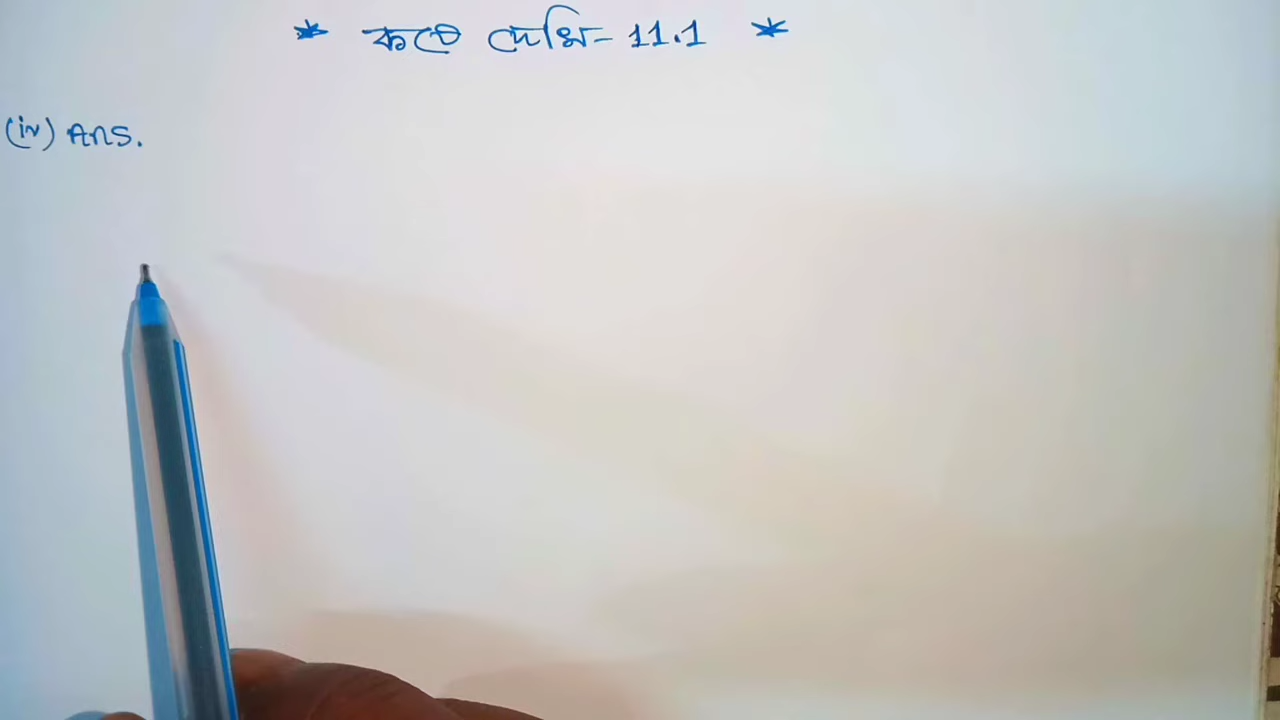 * কষে দেখি- 11.1 *
(iv) Ans.